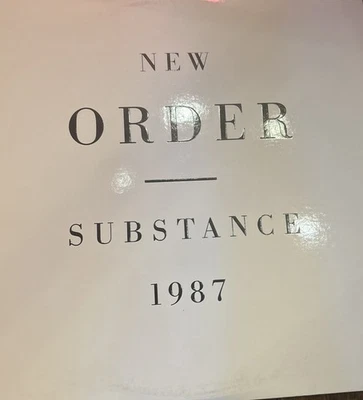 NEW
ORDER
SUBSTANCE
1987